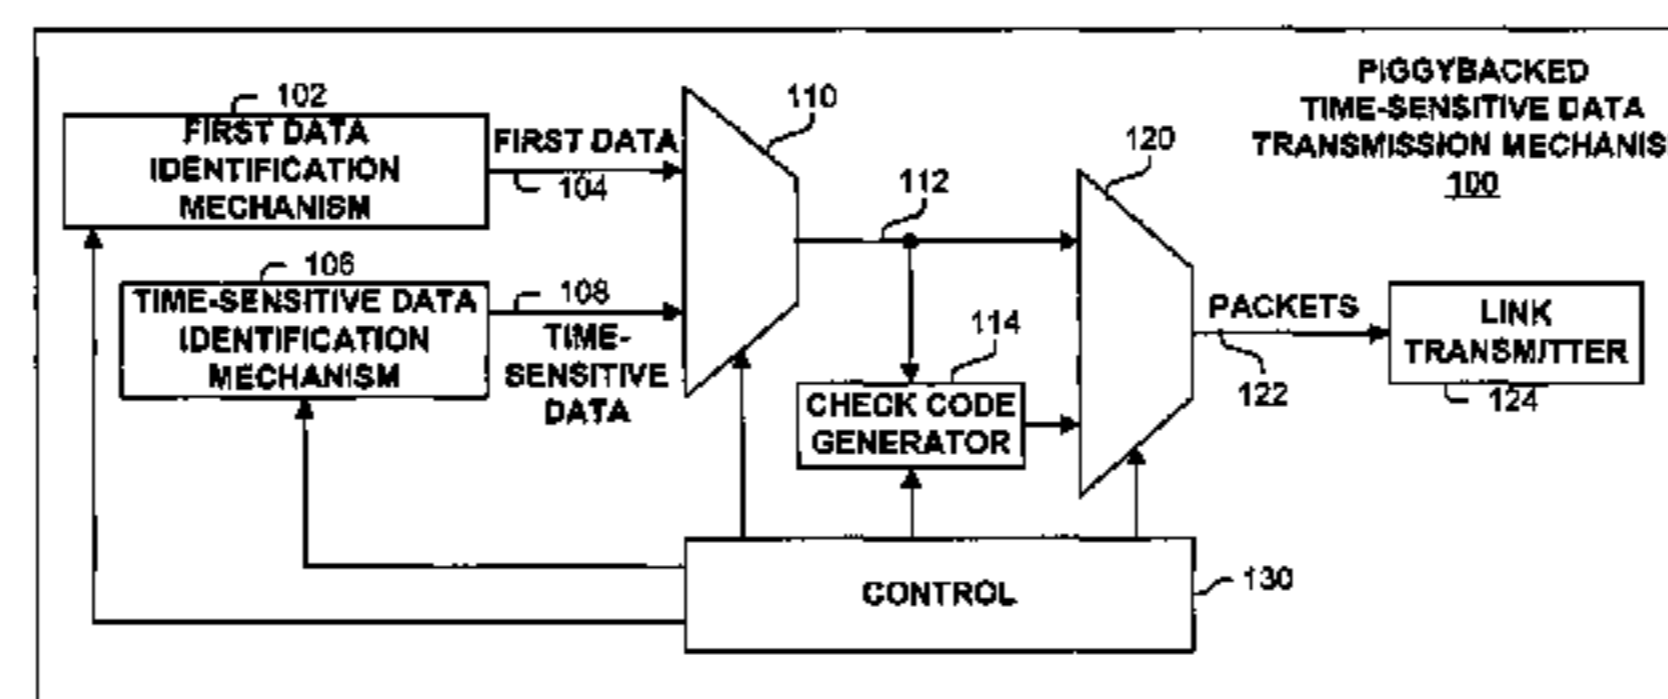 PIGGYBACKED
TIME-SENSITIVE DATA
TRANSMISSION MECHANIS
100
102
FIRST DATA
IDENTIFICATION
MECHANISM
FIRST DATA
104
110
106
TIME-SENSITIVE DATA
IDENTIFICATION
MECHANISM
108
TIME-
SENSITIVE
DATA
112
114
CHECK CODE
GENERATOR
120
PACKETS
122
LINK
TRANSMITTER
124
CONTROL
130